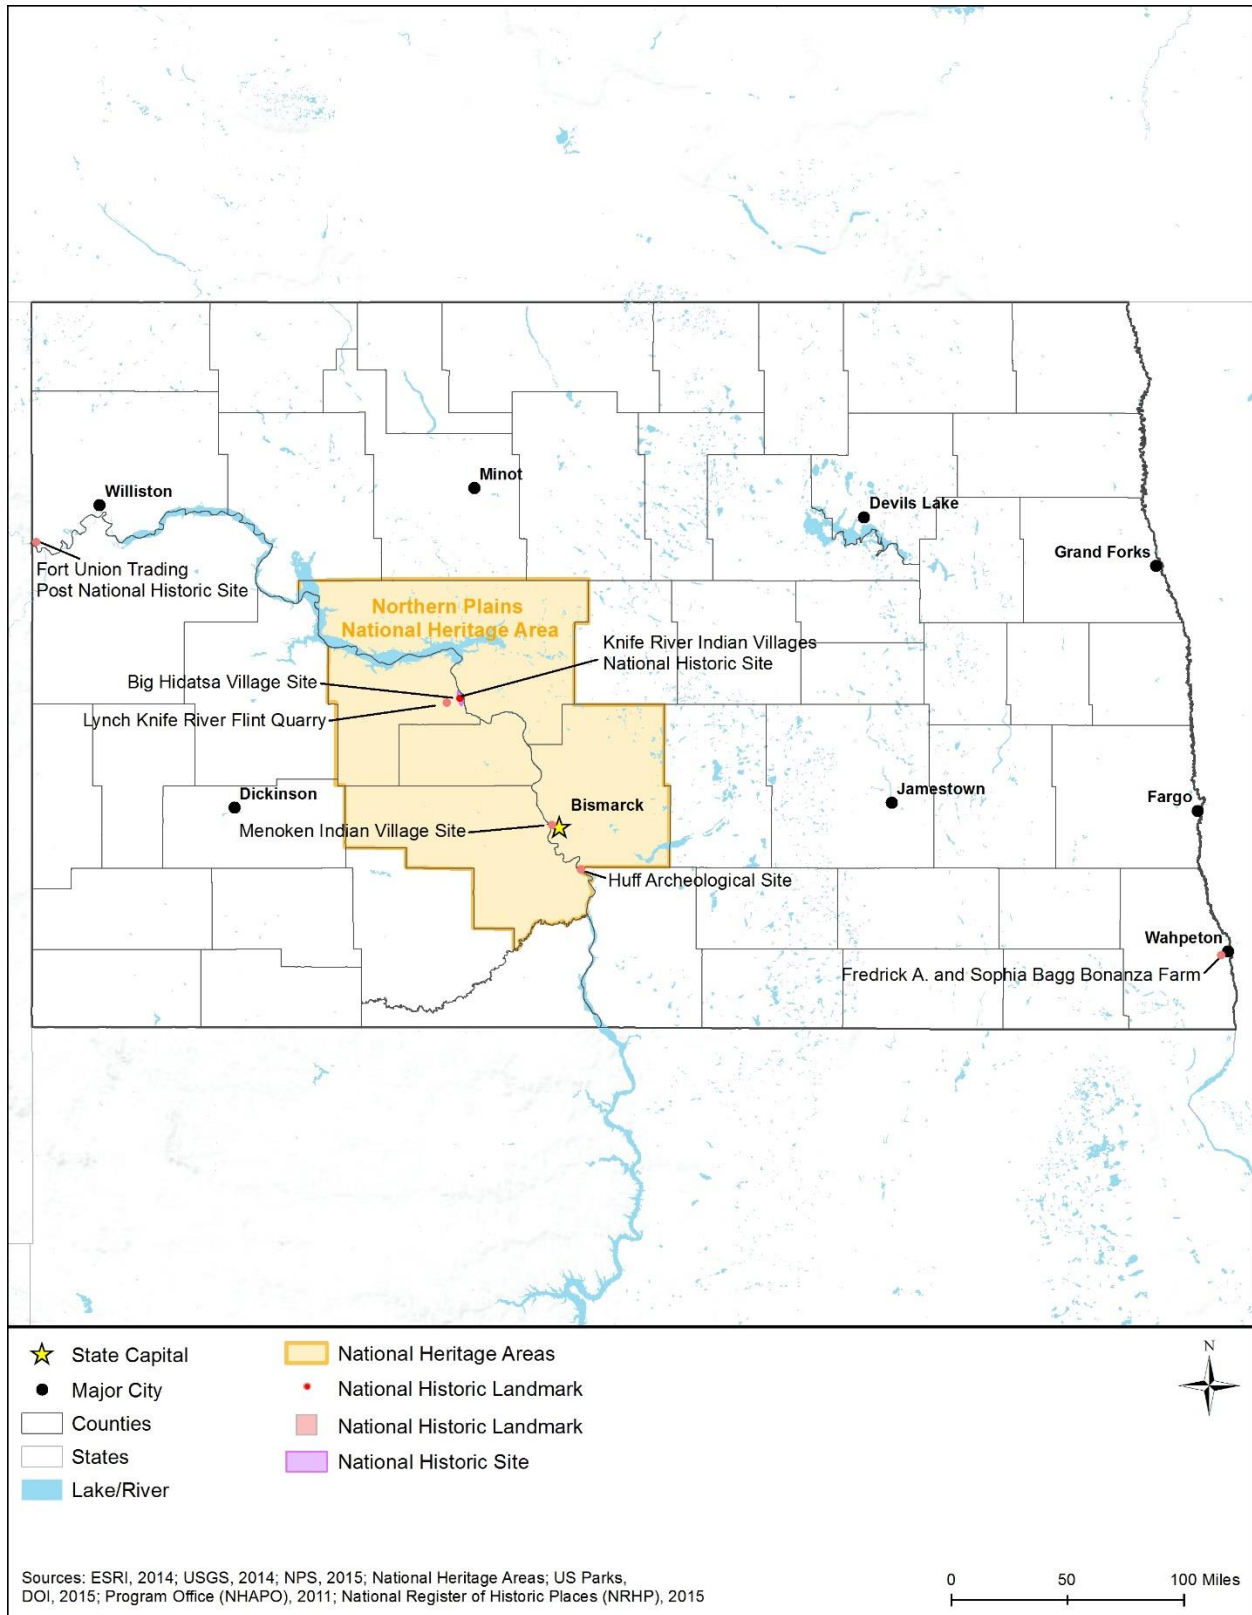 Minot
Williston
Devils Lake
Grand Forks
Fort Union Trading
Post National Historic Site
Northern Plains
National Heritage Area
Knife River Indian Villages
National Historic Site
Big Hidatsa Village Site
Lynch Knife River Flint Quarry
Dickinson
Bismarck
Jamestown
Fargo
Menoken Indian Village Site
Huff Archeological Site
Wahpeton
Fredrick A. and Sophia Bagg Bonanza Farm
State Capital
Major City
Counties
States
Lake/River
National Heritage Areas
National Historic Landmark
National Historic Landmark
National Historic Site
N
Sources: ESRI, 2014; USGS, 2014; NPS, 2015; National Heritage Areas; US Parks,
DOI, 2015; Program Office (NHAPO), 2011; National Register of Historic Places (NRHP), 2015
0 50 100 Miles